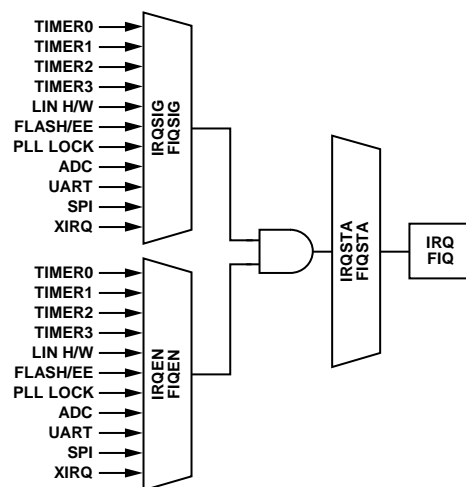 TIMER0
TIMER1
TIMER2
TIMER3
LIN H/W
FLASH/EE
PLL LOCK
ADC
UART
SPI
XIRQ
IRQSIG
FIQSIG
TIMER0
TIMER1
TIMER2
TIMER3
LIN H/W
FLASH/EE
PLL LOCK
ADC
UART
SPI
XIRQ
IRQEN
FIQEN
IRQSTA
FIQSTA
IRQ
FIQ